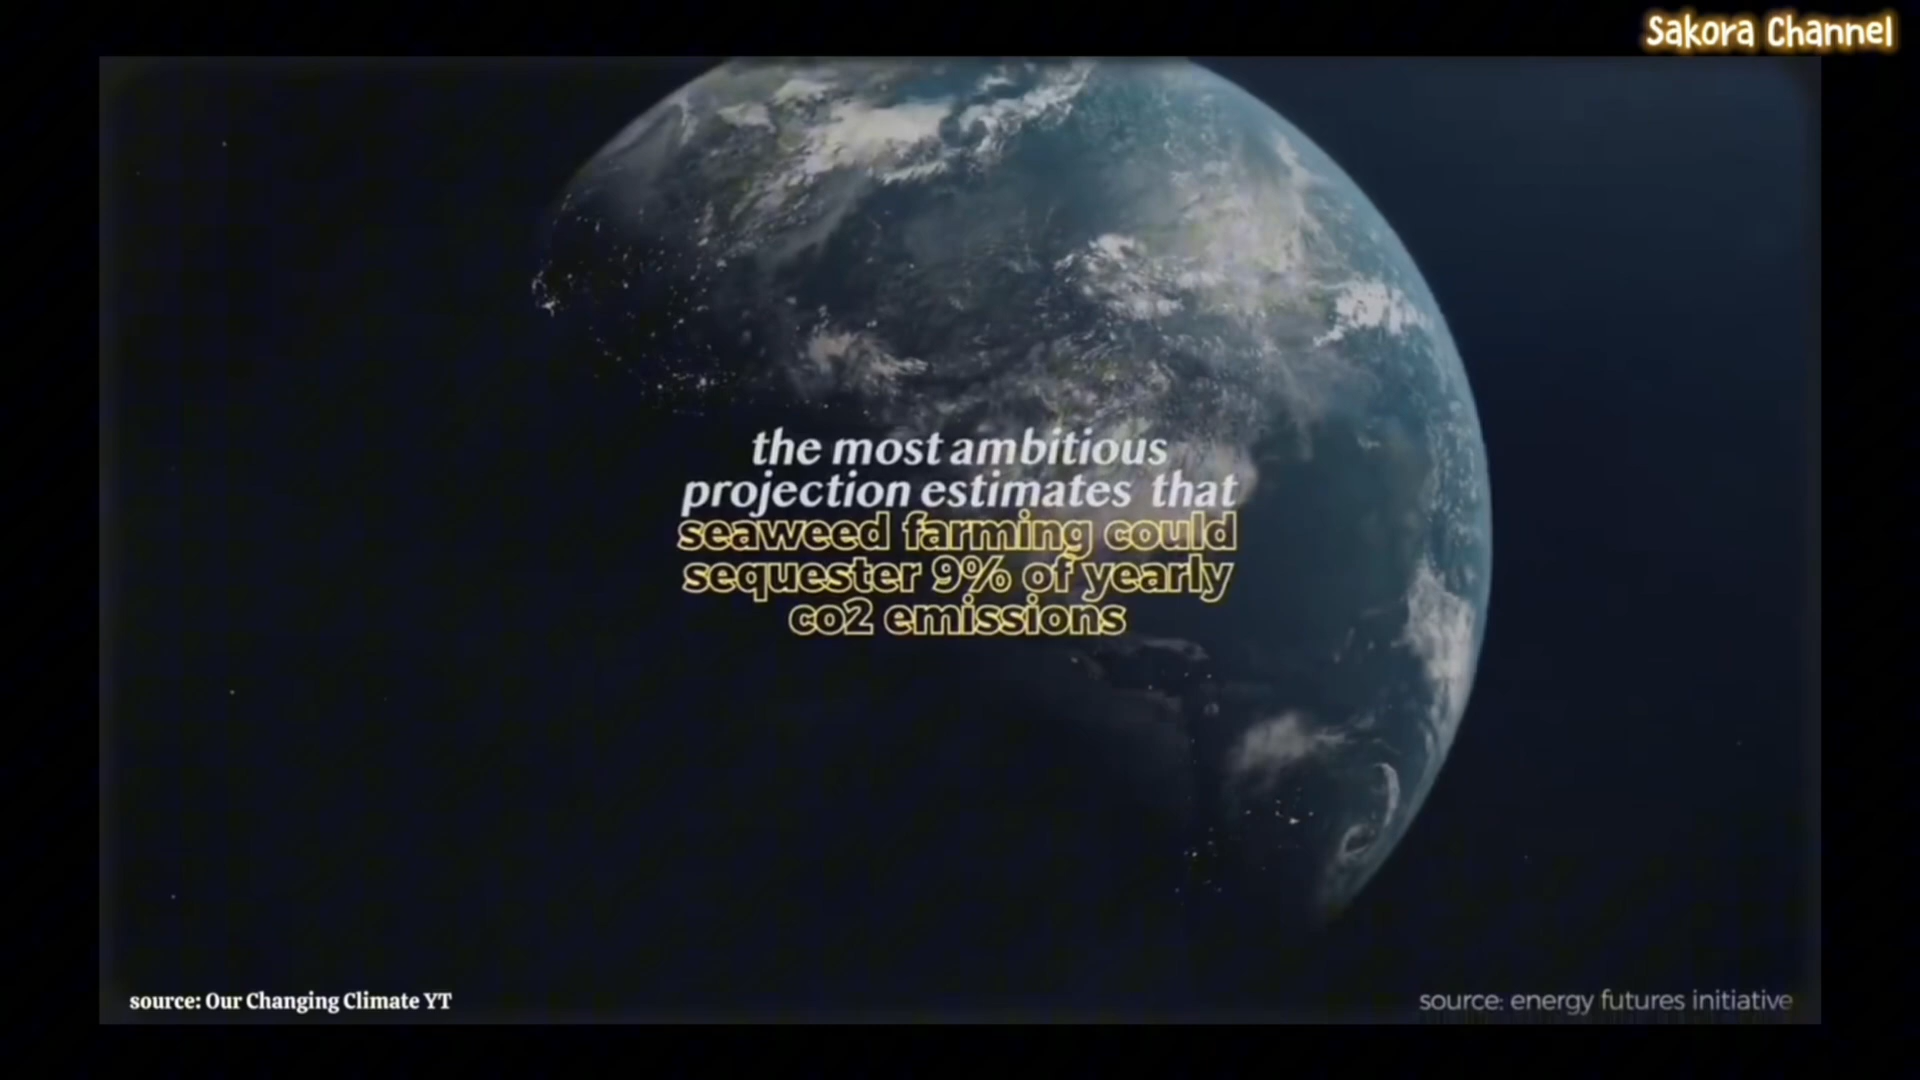 Sakora Channel
the most ambitious
projection estimates that
seaweed farming could
sequester 9% of yearly
co2 emissions
source: Our Changing Climate YT
source: energy futures initiative